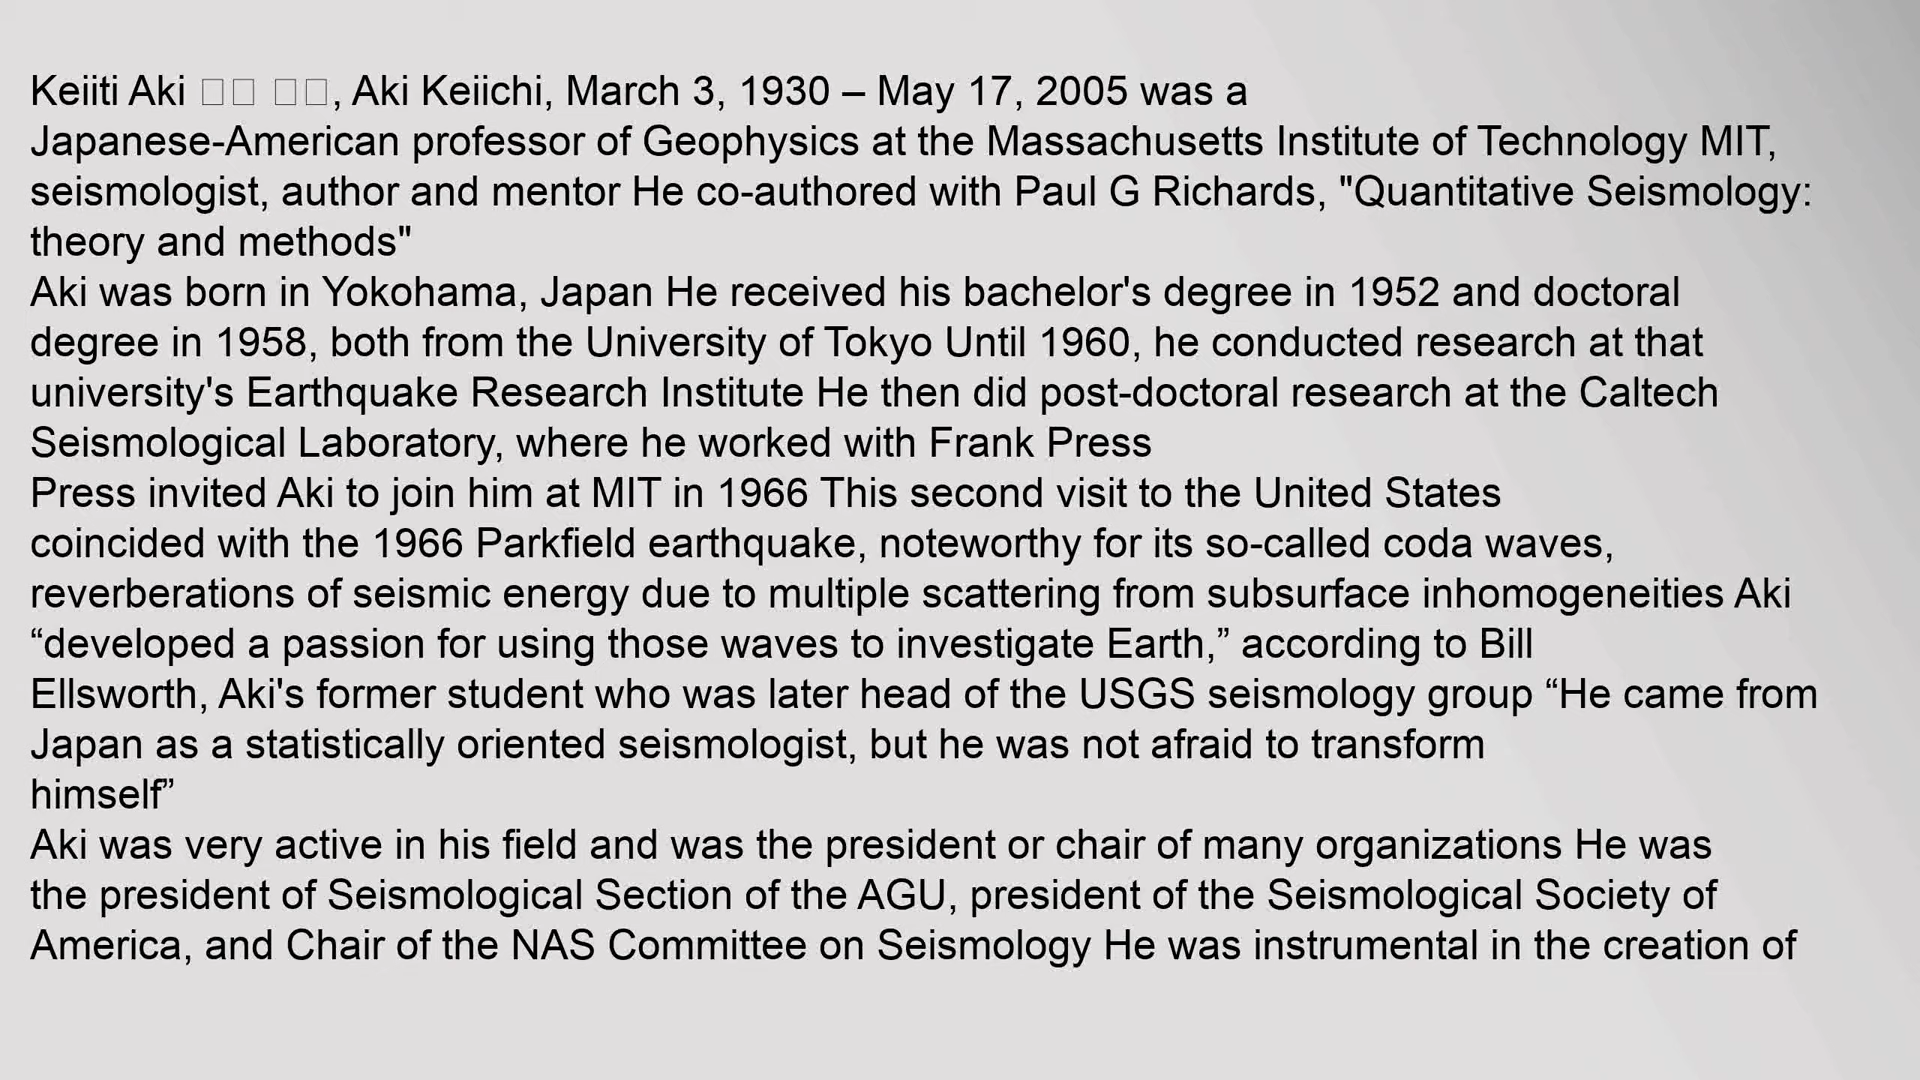 Keiiti Aki □□ □□, Aki Keiichi, March 3, 1930 – May 17, 2005 was a
Japanese-American professor of Geophysics at the Massachusetts Institute of Technology MIT,
seismologist, author and mentor He co-authored with Paul G Richards, "Quantitative Seismology:
theory and methods"
Aki was born in Yokohama, Japan He received his bachelor's degree in 1952 and doctoral
degree in 1958, both from the University of Tokyo Until 1960, he conducted research at that
university's Earthquake Research Institute He then did post-doctoral research at the Caltech
Seismological Laboratory, where he worked with Frank Press
Press invited Aki to join him at MIT in 1966 This second visit to the United States
coincided with the 1966 Parkfield earthquake, noteworthy for its so-called coda waves,
reverberations of seismic energy due to multiple scattering from subsurface inhomogeneities Aki
“developed a passion for using those waves to investigate Earth,” according to Bill
Ellsworth, Aki's former student who was later head of the USGS seismology group “He came from
Japan as a statistically oriented seismologist, but he was not afraid to transform
himself”
Aki was very active in his field and was the president or chair of many organizations He was
the president of Seismological Section of the AGU, president of the Seismological Society of
America, and Chair of the NAS Committee on Seismology He was instrumental in the creation of